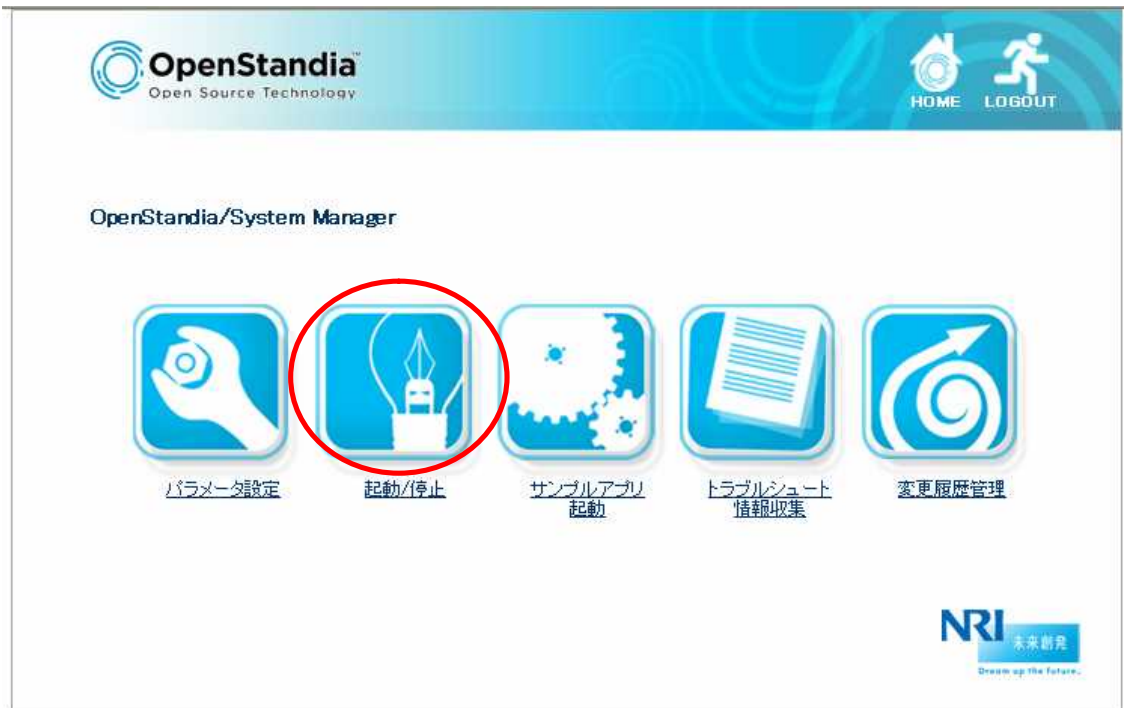 OpenStandia™
Open Source Technology
HOME
LOGOUT
OpenStandia/System Manager
パラメータ設定
起動/停止
サンプルアプリ
起動
トラブルシュート
情報収集
変更履歴管理
NRI
未来創発
Dream up the future.